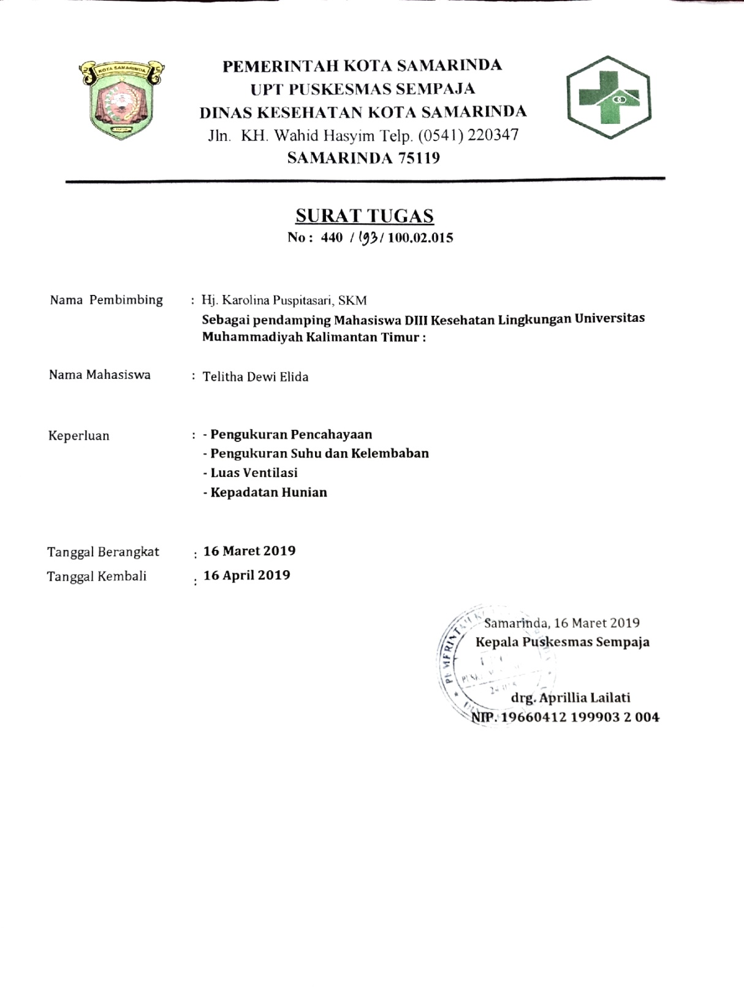 KOTA SAMARINDA
PEMERINTAH KOTA SAMARINDA
UPT PUSKESMAS SEMPAJA
DINAS KESEHATAN KOTA SAMARINDA
Jln. KH. Wahid Hasyim Telp. (0541) 220347
SAMARINDA 75119
SURAT TUGAS
No : 440 / 193 / 100.02.015
Nama Pembimbing : Hj. Karolina Puspitasari, SKM
Sebagai pendamping Mahasiswa DIII Kesehatan Lingkungan Universitas
Muhammadiyah Kalimantan Timur :
Nama Mahasiswa : Telitha Dewi Elida
Keperluan : - Pengukuran Pencahayaan
- Pengukuran Suhu dan Kelembaban
- Luas Ventilasi
- Kepadatan Hunian
Tanggal Berangkat : 16 Maret 2019
Tanggal Kembali : 16 April 2019
Samarinda, 16 Maret 2019
Kepala Puskesmas Sempaja
PEMERINTAH
drg. Aprillia Lailati
NIP. 19660412 199903 2 004